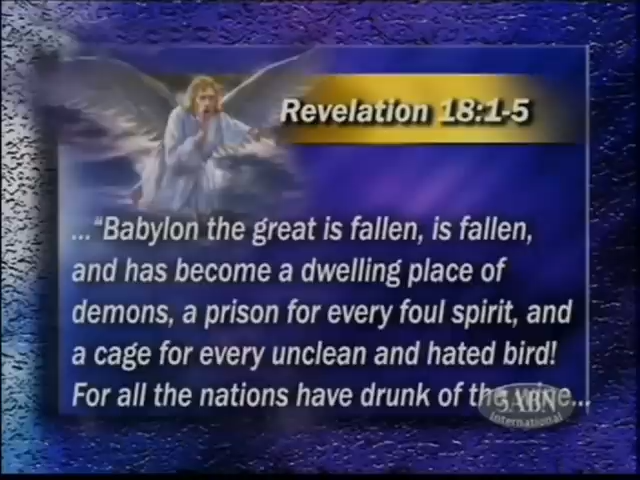 Revelation 18:1-5
..."Babylon the great is fallen, is fallen,
and has become a dwelling place of
demons, a prison for every foul spirit, and
a cage for every unclean and hated bird!
For all the nations have drunk of the wine...
3ABN
International